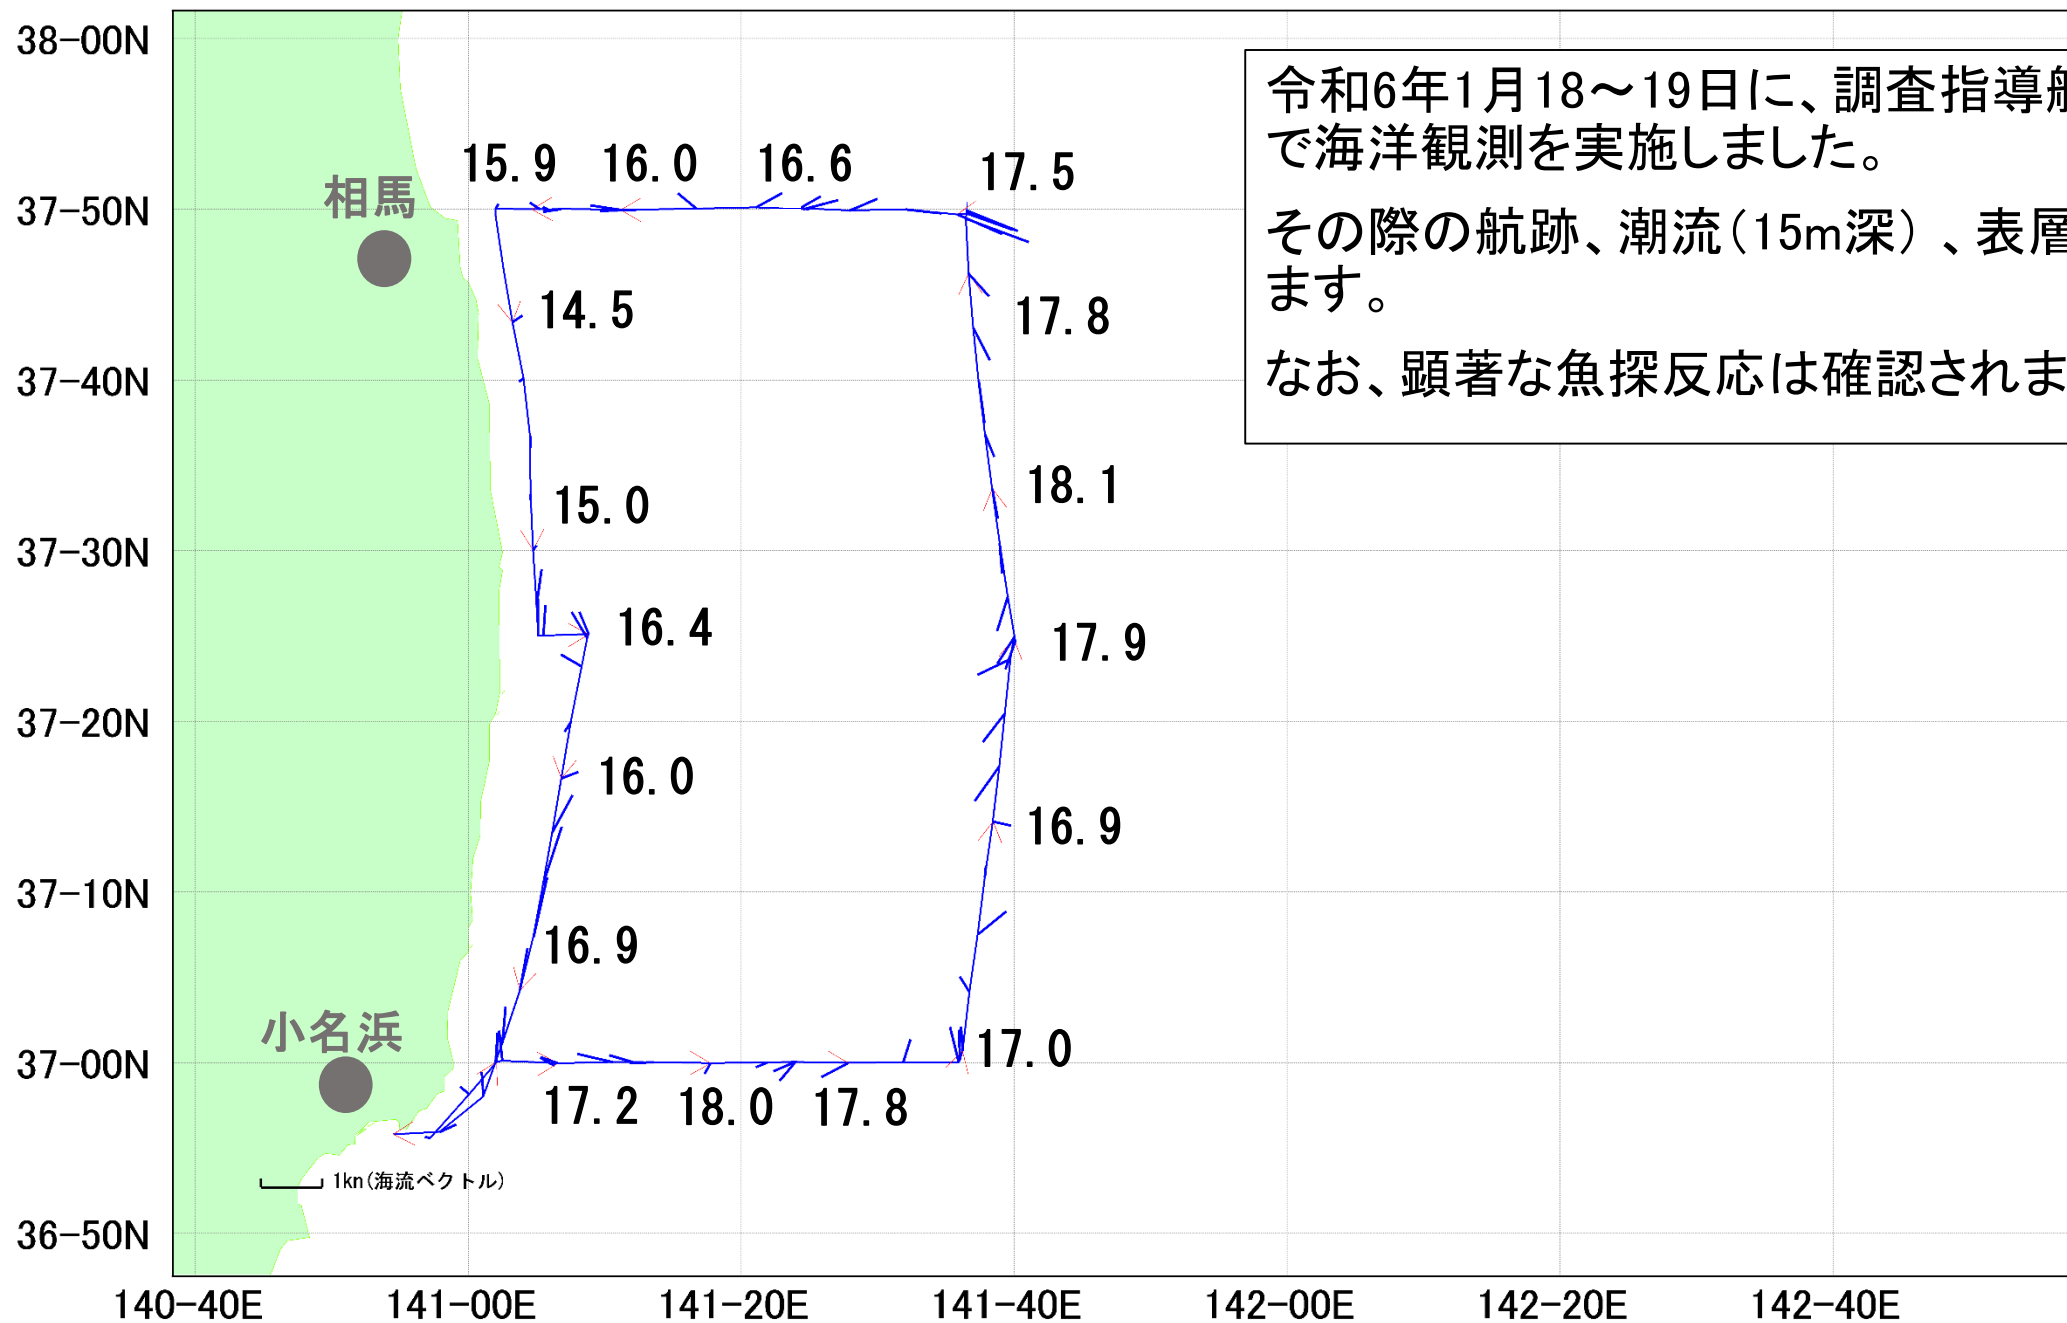 38-00N
令和6年1月18～19日に、調査指導
で海洋観測を実施しました。
15.9 16.0 16.6 17.5
相馬
37-50N
その際の航跡、潮流(15m深) 、表層
ます。
14.5 17.8
37-40N
なお、顕著な魚探反応は確認されま
18.1
15.0
37-30N
16.4 17.9
37-20N
16.0
16.9
37-10N
16.9
小名浜
17.0
37-00N
17.2 18.0 17.8
1kn(海流ベクトル)
36-50N
140-40E 141-00E 141-20E 141-40E 142-00E 142-20E 142-40E